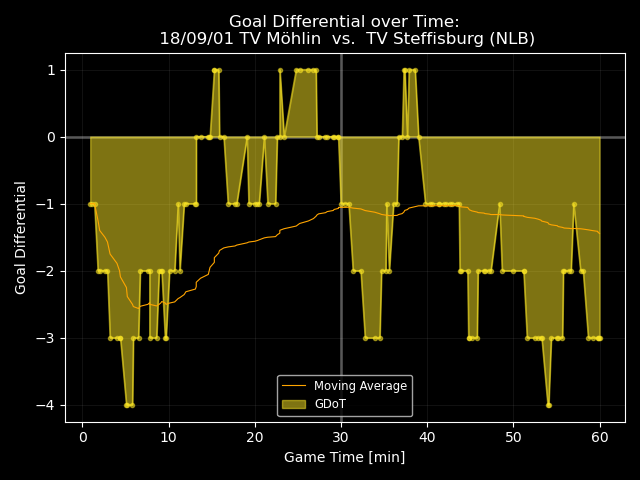 Goal Differential over Time:
18/09/01 TV Möhlin  vs.  TV Steffisburg (NLB)
Goal Differential
1
0
−1
−2
−3
−4
Moving Average
GDoT
0 10 20 30 40 50 60
Game Time [min]